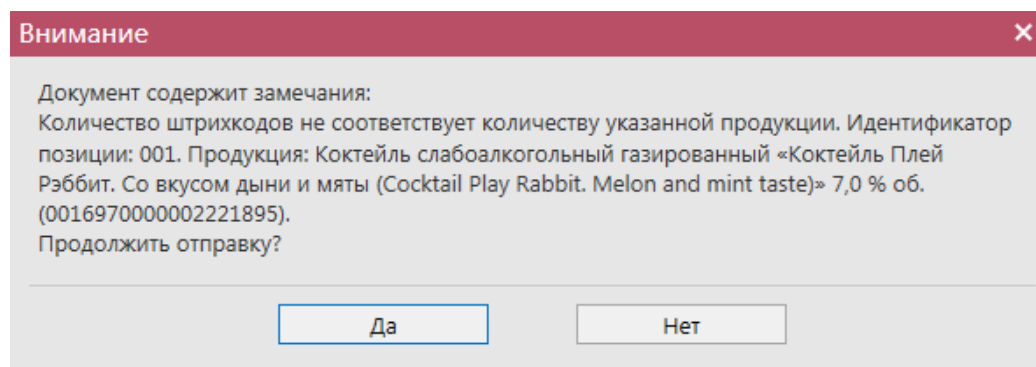 Внимание
Документ содержит замечания:
Количество штрихкодов не соответствует количеству указанной продукции. Идентификатор
позиции: 001. Продукция: Коктейль слабоалкогольный газированный «Коктейль Плей
Рэббит. Со вкусом дыни и мяты (Cocktail Play Rabbit. Melon and mint taste)» 7,0 % об.
(0016970000002221895).
Продолжить отправку?
Да
Нет